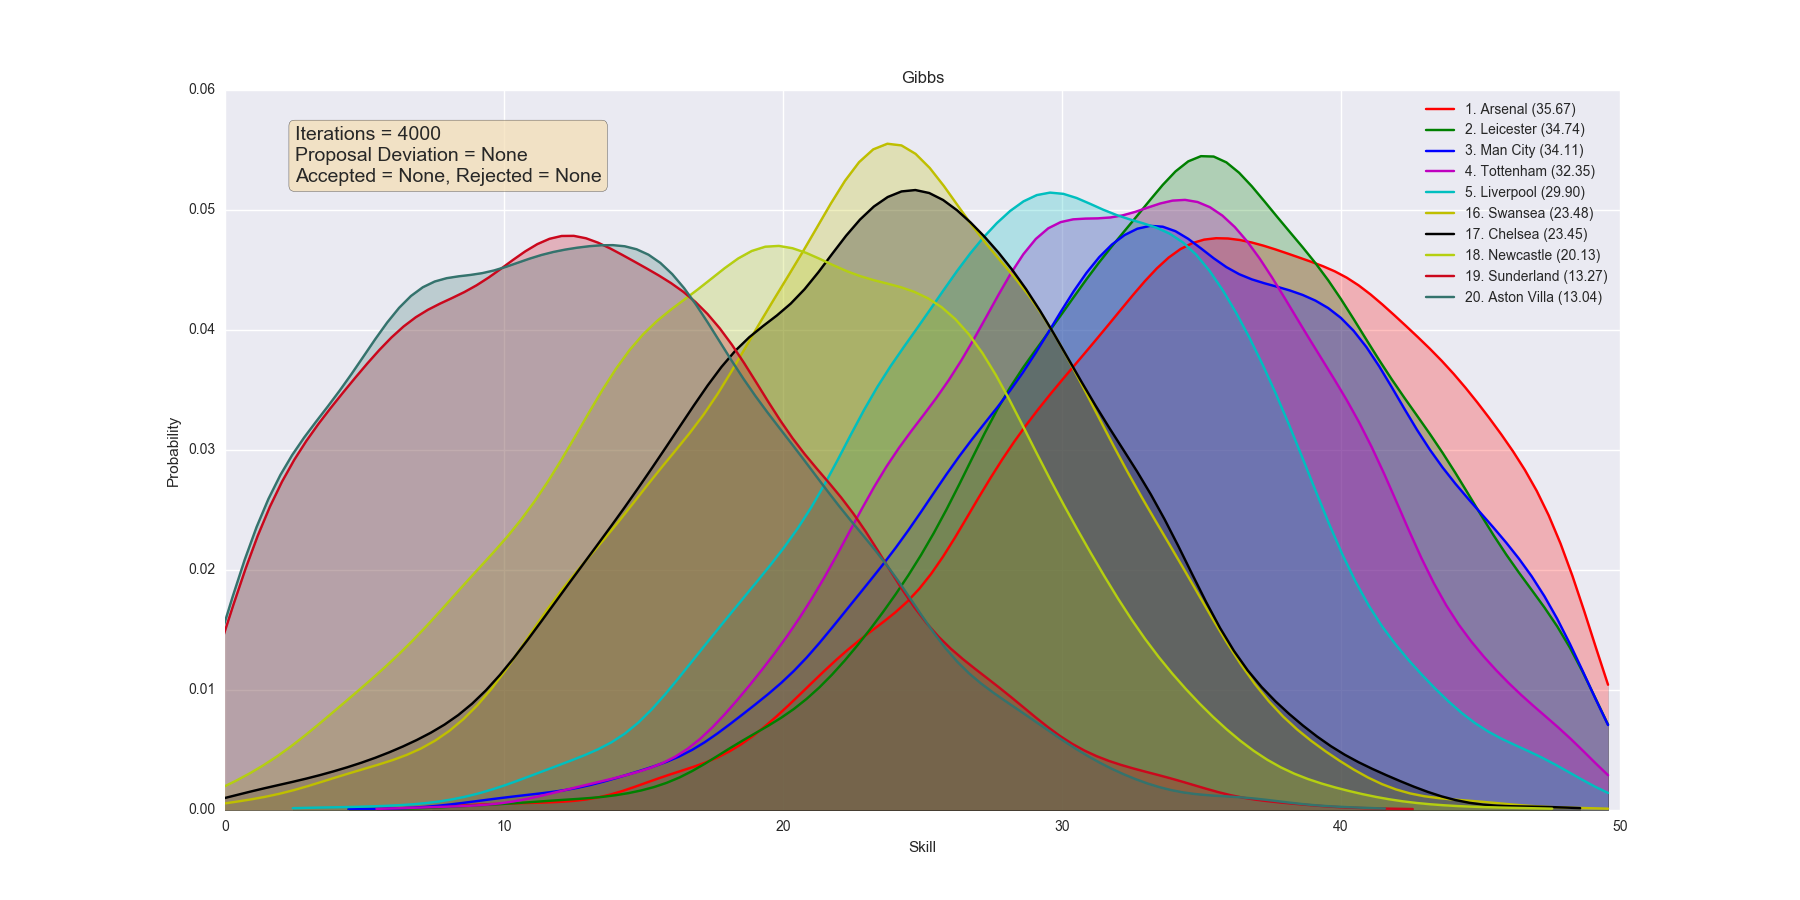 Gibbs
0.06
0.05
0.04
0.03
0.02
0.01
0.00
Probability
Iterations = 4000
Proposal Deviation = None
Accepted = None, Rejected = None
1. Arsenal (35.67)
2. Leicester (34.74)
3. Man City (34.11)
4. Tottenham (32.35)
5. Liverpool (29.90)
16. Swansea (23.48)
17. Chelsea (23.45)
18. Newcastle (20.13)
19. Sunderland (13.27)
20. Aston Villa (13.04)
0 10 20 30 40 50
Skill